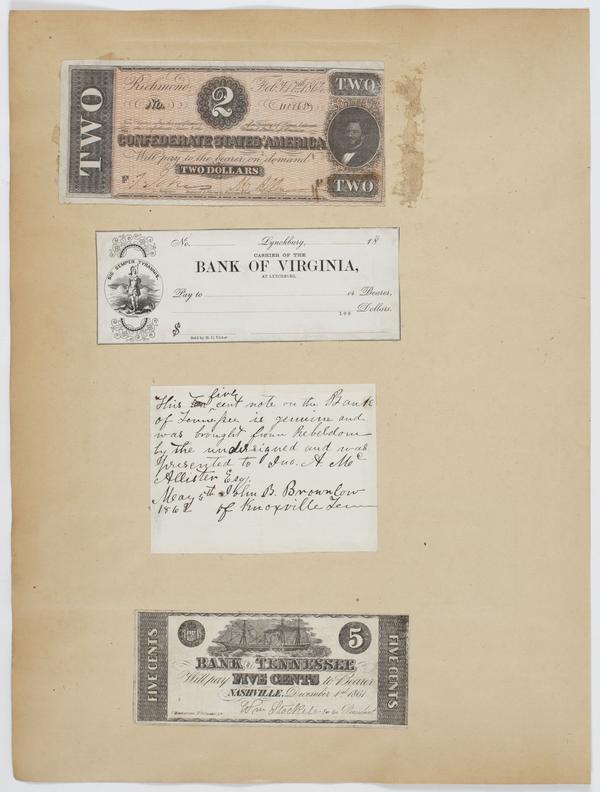 TWO
Richmond Feb. 17th 1864
TWO
2
No.
CONFEDERATE STATES OF AMERICA
Will pay to the bearer on demand
TWO DOLLARS
TWO
No. Lynchburg, 18
CASHIER OF THE
SIC SEMPER TYRANNIS.
BANK OF VIRGINIA,
AT LYNCHBURG,
Pay to or Bearer,
100 Dollars.
$
This five cent note on the Bank
of Tennessee is genuine and
was brought from Rebeldom
by the undersigned and was
presented to Jno. A. Mc
Allister Esq.
May 5th John B. Brownlow
1862 of Knoxville Ten
FIVE CENTS
5
BANK of TENNESSEE
Will pay FIVE CENTS to Bearer
NASHVILLE, December 1st 1861.
FIVE CENTS